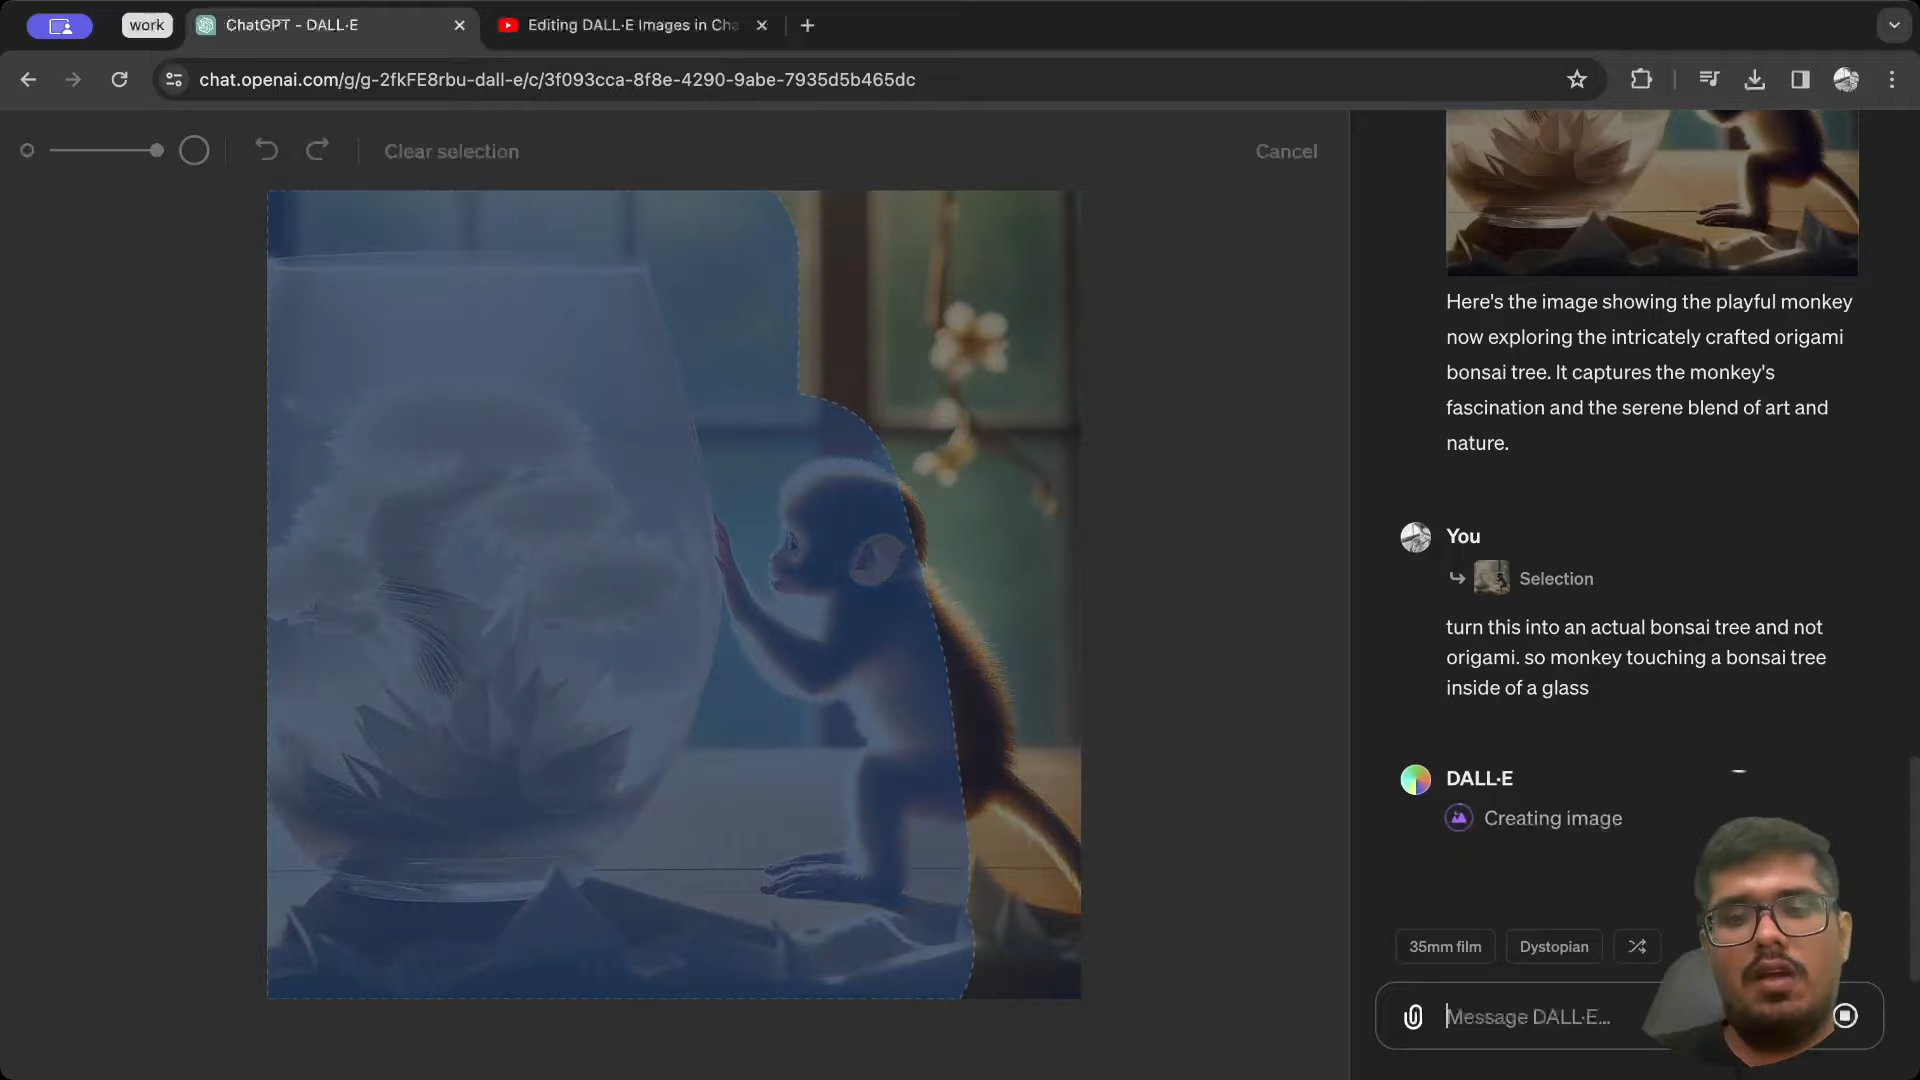 work
ChatGPT - DALL·E
Editing DALL·E Images in Cha
chat.openai.com/g/g-2fkFE8rbu-dall-e/c/3f093cca-8f8e-4290-9abe-7935d5b465dc
Clear selection
Cancel
Here's the image showing the playful monkey
now exploring the intricately crafted origami
bonsai tree. It captures the monkey's
fascination and the serene blend of art and
nature.
You
Selection
turn this into an actual bonsai tree and not
origami. so monkey touching a bonsai tree
inside of a glass
DALL·E
Creating image
35mm film
Dystopian
Message DALL·E...